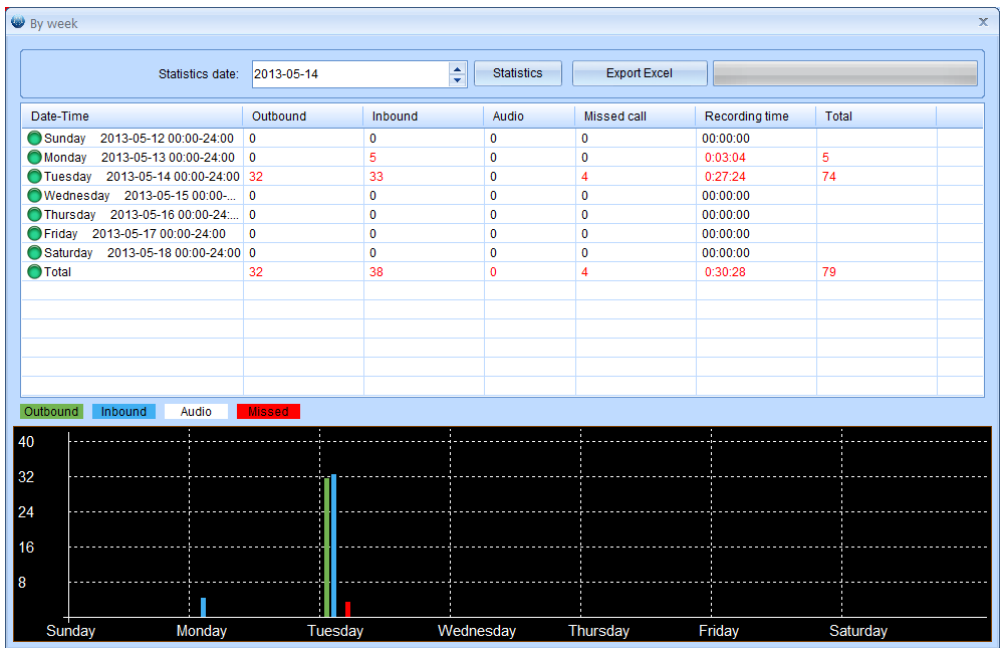 By week x
Statistics date: 2013-05-14 Statistics Export Excel
Date-Time Outbound Inbound Audio Missed call Recording time Total
Sunday 2013-05-12 00:00-24:00 0 0 0 0 00:00:00
Monday 2013-05-13 00:00-24:00 0 5 0 0 0:03:04 5
Tuesday 2013-05-14 00:00-24:00 32 33 0 4 0:27:24 74
Wednesday 2013-05-15 00:00-... 0 0 0 0 00:00:00
Thursday 2013-05-16 00:00-24:... 0 0 0 0 00:00:00
Friday 2013-05-17 00:00-24:00 0 0 0 0 00:00:00
Saturday 2013-05-18 00:00-24:00 0 0 0 0 00:00:00
Total 32 38 0 4 0:30:28 79
Outbound Inbound Audio Missed
40
32
24
16
8
Sunday Monday Tuesday Wednesday Thursday Friday Saturday